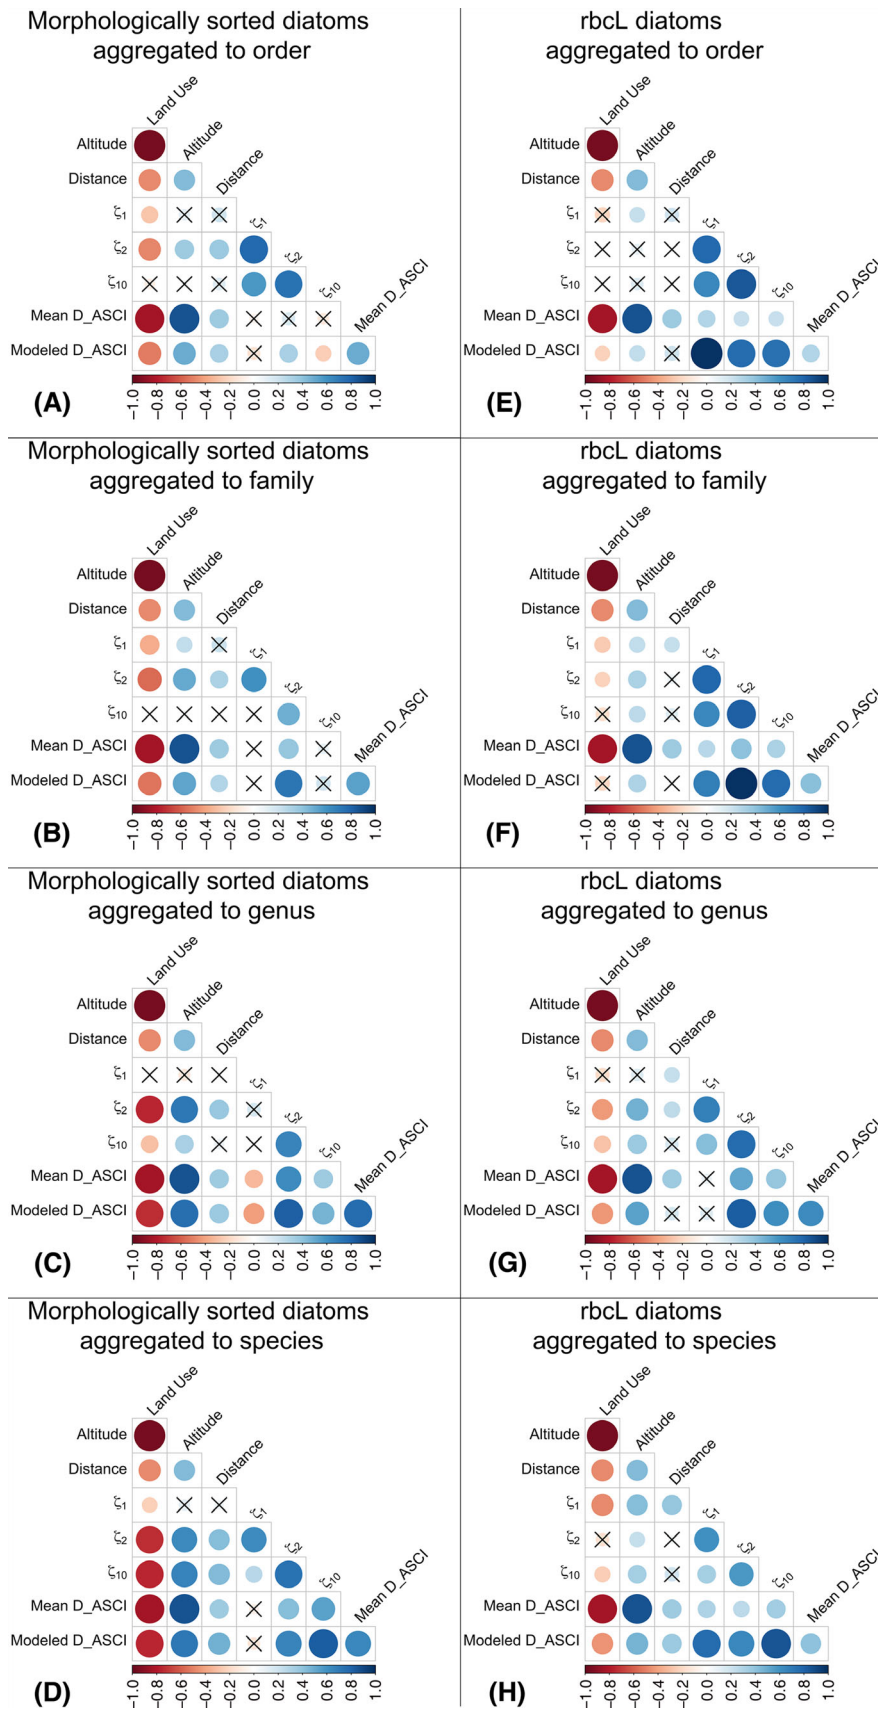 Morphologically sorted diatoms
aggregated to order
Land Use
Altitude
Altitude
Distance
Distance
ζ1
ζ1
ζ2
ζ2
ζ10
ζ10
Mean D_ASCI
Mean D_ASCI
Modeled D_ASCI
(A)
−1.0 −0.8 −0.6 −0.4 −0.2 0.0 0.2 0.4 0.6 0.8 1.0
rbcL diatoms
aggregated to order
Land Use
Altitude
Altitude
Distance
Distance
ζ1
ζ1
ζ2
ζ2
ζ10
ζ10
Mean D_ASCI
Mean D_ASCI
Modeled D_ASCI
(E)
−1.0 −0.8 −0.6 −0.4 −0.2 0.0 0.2 0.4 0.6 0.8 1.0
Morphologically sorted diatoms
aggregated to family
Land Use
Altitude
Altitude
Distance
Distance
ζ1
ζ1
ζ2
ζ2
ζ10
ζ10
Mean D_ASCI
Mean D_ASCI
Modeled D_ASCI
(B)
−1.0 −0.8 −0.6 −0.4 −0.2 0.0 0.2 0.4 0.6 0.8 1.0
rbcL diatoms
aggregated to family
Land Use
Altitude
Altitude
Distance
Distance
ζ1
ζ1
ζ2
ζ2
ζ10
ζ10
Mean D_ASCI
Mean D_ASCI
Modeled D_ASCI
(F)
−1.0 −0.8 −0.6 −0.4 −0.2 0.0 0.2 0.4 0.6 0.8 1.0
Morphologically sorted diatoms
aggregated to genus
Land Use
Altitude
Altitude
Distance
Distance
ζ1
ζ1
ζ2
ζ2
ζ10
ζ10
Mean D_ASCI
Mean D_ASCI
Modeled D_ASCI
(C)
−1.0 −0.8 −0.6 −0.4 −0.2 0.0 0.2 0.4 0.6 0.8 1.0
rbcL diatoms
aggregated to genus
Land Use
Altitude
Altitude
Distance
Distance
ζ1
ζ1
ζ2
ζ2
ζ10
ζ10
Mean D_ASCI
Mean D_ASCI
Modeled D_ASCI
(G)
−1.0 −0.8 −0.6 −0.4 −0.2 0.0 0.2 0.4 0.6 0.8 1.0
Morphologically sorted diatoms
aggregated to species
Land Use
Altitude
Altitude
Distance
Distance
ζ1
ζ1
ζ2
ζ2
ζ10
ζ10
Mean D_ASCI
Mean D_ASCI
Modeled D_ASCI
(D)
−1.0 −0.8 −0.6 −0.4 −0.2 0.0 0.2 0.4 0.6 0.8 1.0
rbcL diatoms
aggregated to species
Land Use
Altitude
Altitude
Distance
Distance
ζ1
ζ1
ζ2
ζ2
ζ10
ζ10
Mean D_ASCI
Mean D_ASCI
Modeled D_ASCI
(H)
−1.0 −0.8 −0.6 −0.4 −0.2 0.0 0.2 0.4 0.6 0.8 1.0